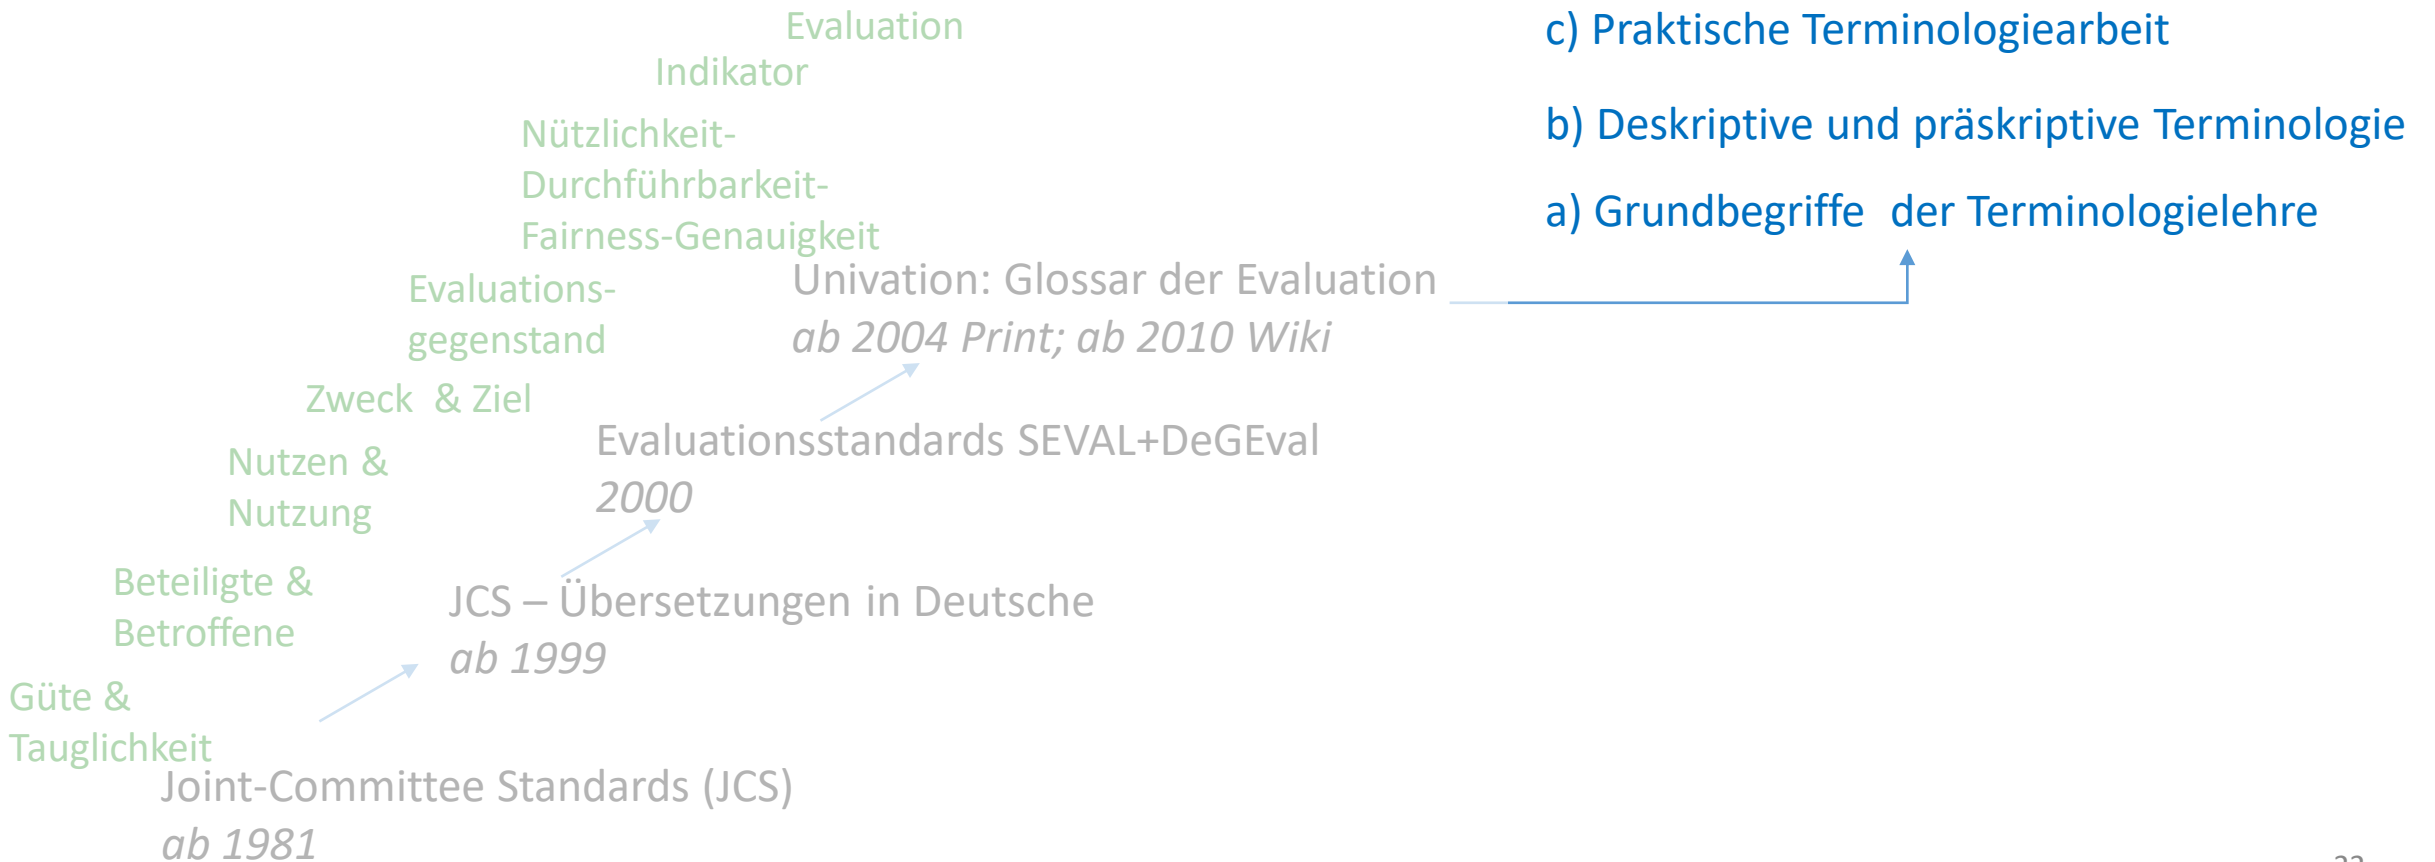 Evaluation
Indikator
Nützlichkeit-
Durchführbarkeit-
Fairness-Genauigkeit
Evaluations-
gegenstand
Zweck & Ziel
Nutzen &
Nutzung
Beteiligte &
Betroffene
Güte &
Tauglichkeit
Univation: Glossar der Evaluation
ab 2004 Print; ab 2010 Wiki
Evaluationsstandards SEVAL+DeGEval
2000
JCS – Übersetzungen in Deutsche
ab 1999
Joint-Committee Standards (JCS)
ab 1981
c) Praktische Terminologiearbeit
b) Deskriptive und präskriptive Terminologie
a) Grundbegriffe der Terminologielehre